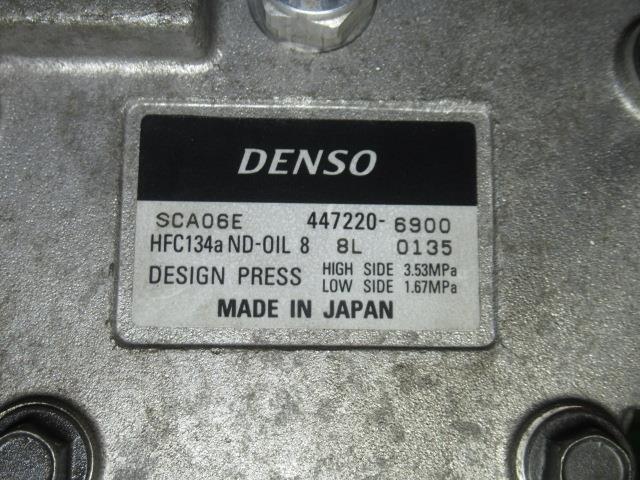 DENSO
SCA06E 447220-6900
HFC134a ND-OIL 8 8L 0135
DESIGN PRESS HIGH SIDE 3.53MPa
LOW SIDE 1.67MPa
MADE IN JAPAN